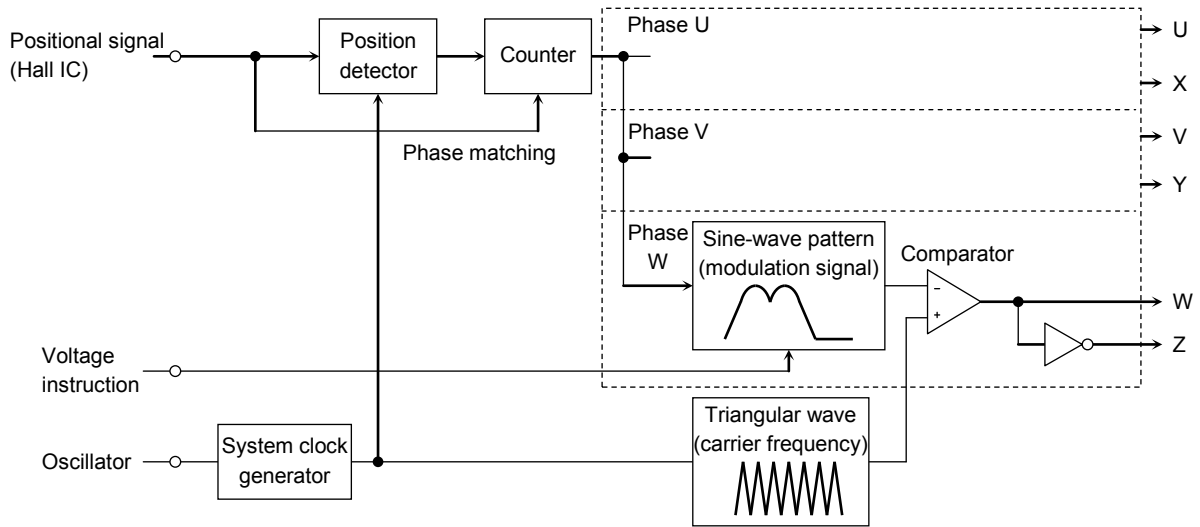 Phase U
U
Positional signal
(Hall IC)
Position
detector
Counter
X
Phase matching
Phase V
V
Y
Phase
W
Sine-wave pattern
(modulation signal)
Comparator
−
+
W
Z
Voltage
instruction
Triangular wave
(carrier frequency)
Oscillator
System clock
generator